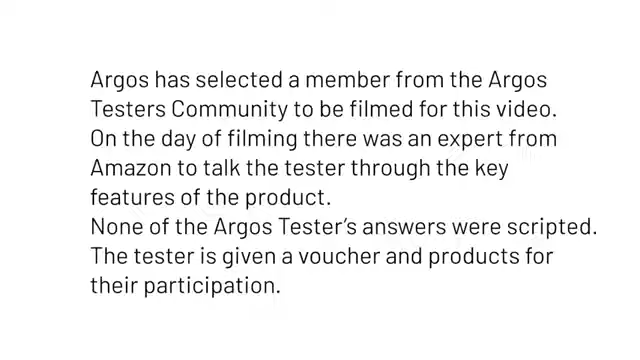 Argos has selected a member from the Argos
Testers Community to be filmed for this video.
On the day of filming there was an expert from
Amazon to talk the tester through the key
features of the product.
None of the Argos Tester's answers were scripted.
The tester is given a voucher and products for
their participation.